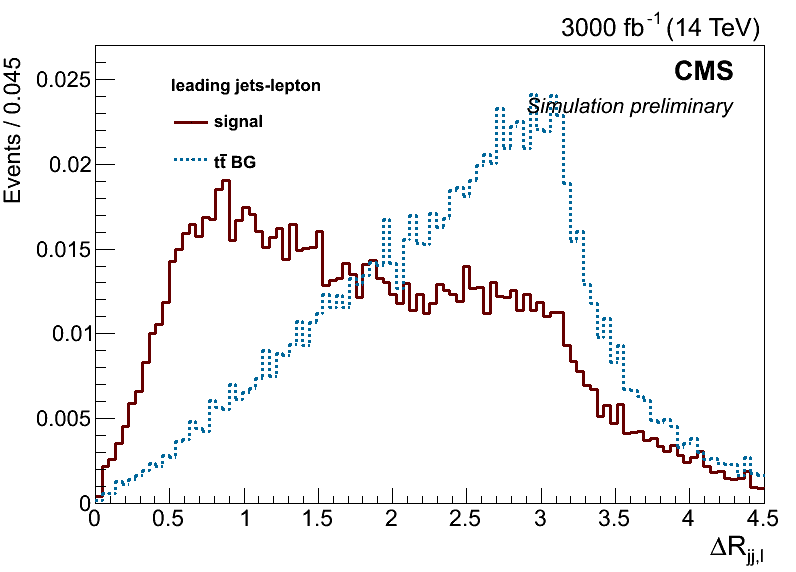 3000 fb⁻¹ (14 TeV)
CMS
Simulation preliminary
leading jets-lepton
signal
tt̄ BG
Events / 0.045
0.025
0.02
0.015
0.01
0.005
0
0 0.5 1 1.5 2 2.5 3 3.5 4 4.5
ΔR_jj,l